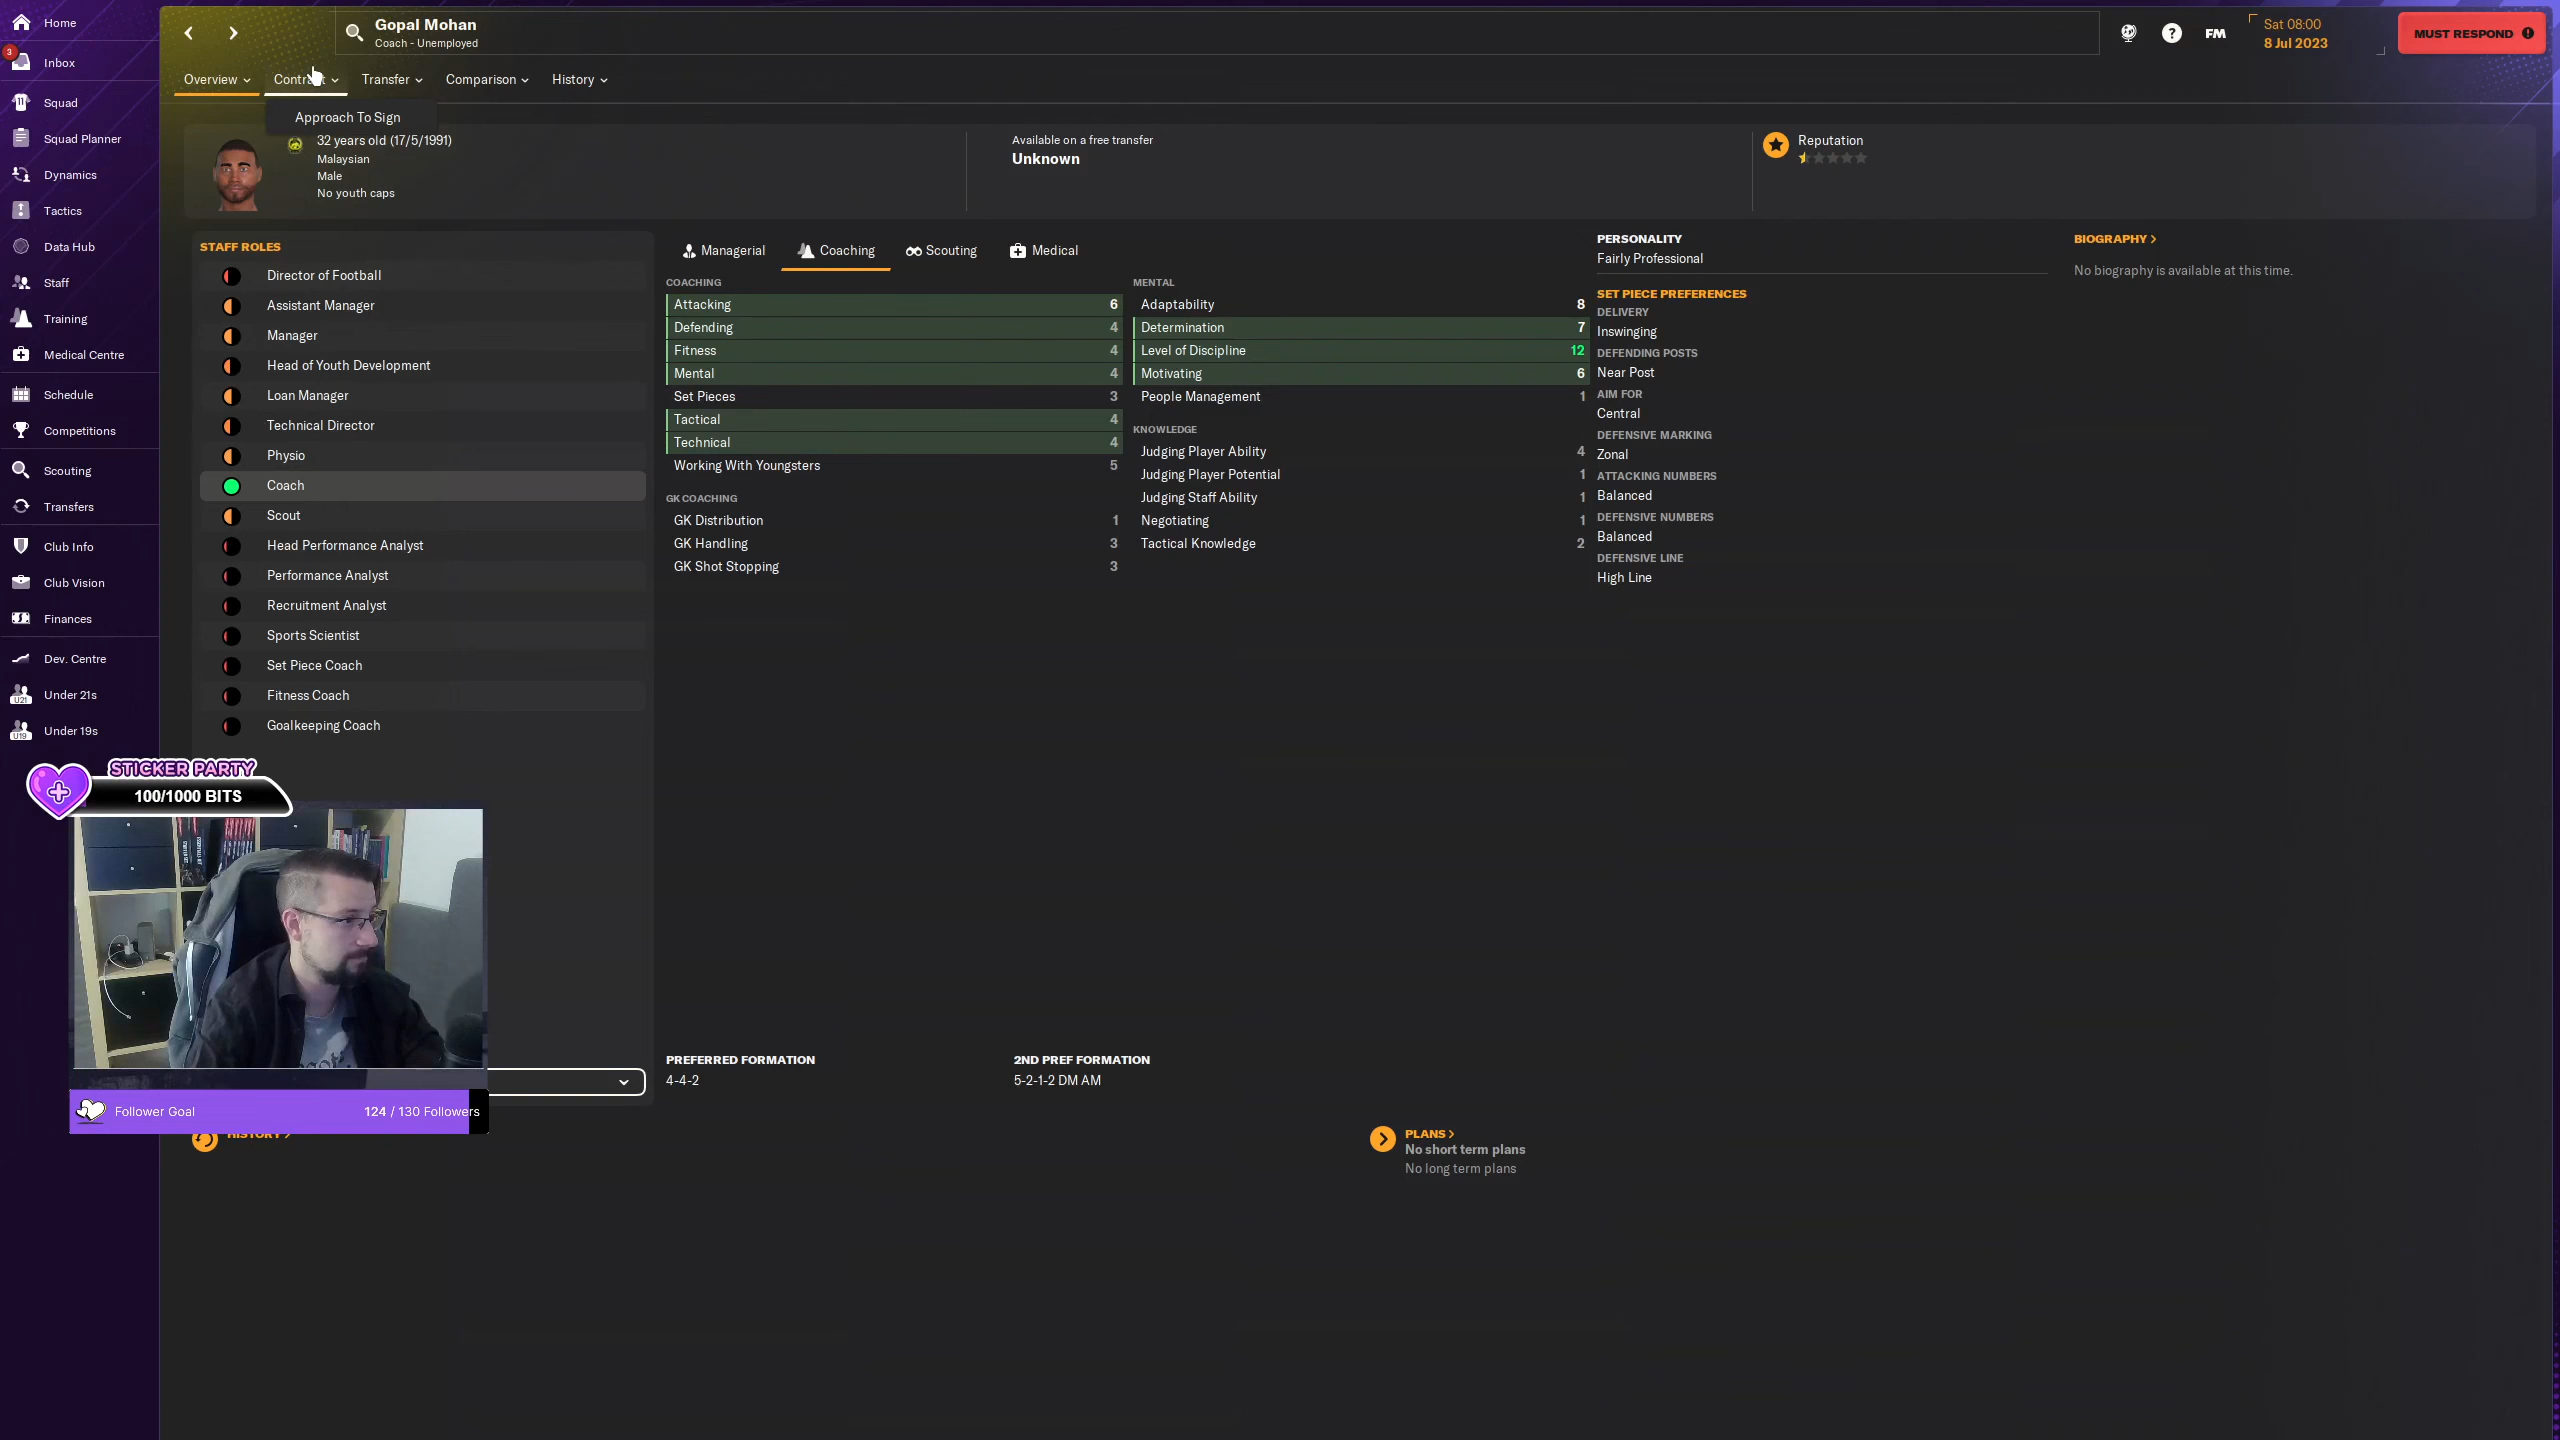 Home
3
Inbox
Squad
Squad Planner
Dynamics
Tactics
Data Hub
Staff
Training
Medical Centre
Schedule
Competitions
Scouting
Transfers
Club Info
Club Vision
Finances
Dev. Centre
U21
Under 21s
U19
Under 19s
Gopal Mohan
Coach - Unemployed
?
FM
Sat 08:00
8 Jul 2023
MUST RESPOND
Overview
Contract
Transfer
Comparison
History
Approach To Sign
32 years old (17/5/1991)
Malaysian
Male
No youth caps
Available on a free transfer
Unknown
Reputation
STAFF ROLES
Director of Football
Assistant Manager
Manager
Head of Youth Development
Loan Manager
Technical Director
Physio
Coach
Scout
Head Performance Analyst
Performance Analyst
Recruitment Analyst
Sports Scientist
Set Piece Coach
Fitness Coach
Goalkeeping Coach
Managerial
Coaching
Scouting
Medical
COACHING
Attacking 6
Defending 4
Fitness 4
Mental 4
Set Pieces 3
Tactical 4
Technical 4
Working With Youngsters 5
GK COACHING
GK Distribution 1
GK Handling 3
GK Shot Stopping 3
MENTAL
Adaptability 8
Determination 7
Level of Discipline 12
Motivating 6
People Management 1
KNOWLEDGE
Judging Player Ability 4
Judging Player Potential 1
Judging Staff Ability 1
Negotiating 1
Tactical Knowledge 2
PERSONALITY
Fairly Professional
SET PIECE PREFERENCES
DELIVERY
Inswinging
DEFENDING POSTS
Near Post
AIM FOR
Central
DEFENSIVE MARKING
Zonal
ATTACKING NUMBERS
Balanced
DEFENSIVE NUMBERS
Balanced
DEFENSIVE LINE
High Line
BIOGRAPHY >
No biography is available at this time.
STICKER PARTY
100/1000 BITS
Follower Goal
124 / 130 Followers
PREFERRED FORMATION
4-4-2
2ND PREF FORMATION
5-2-1-2 DM AM
HISTORY >
PLANS >
No short term plans
No long term plans